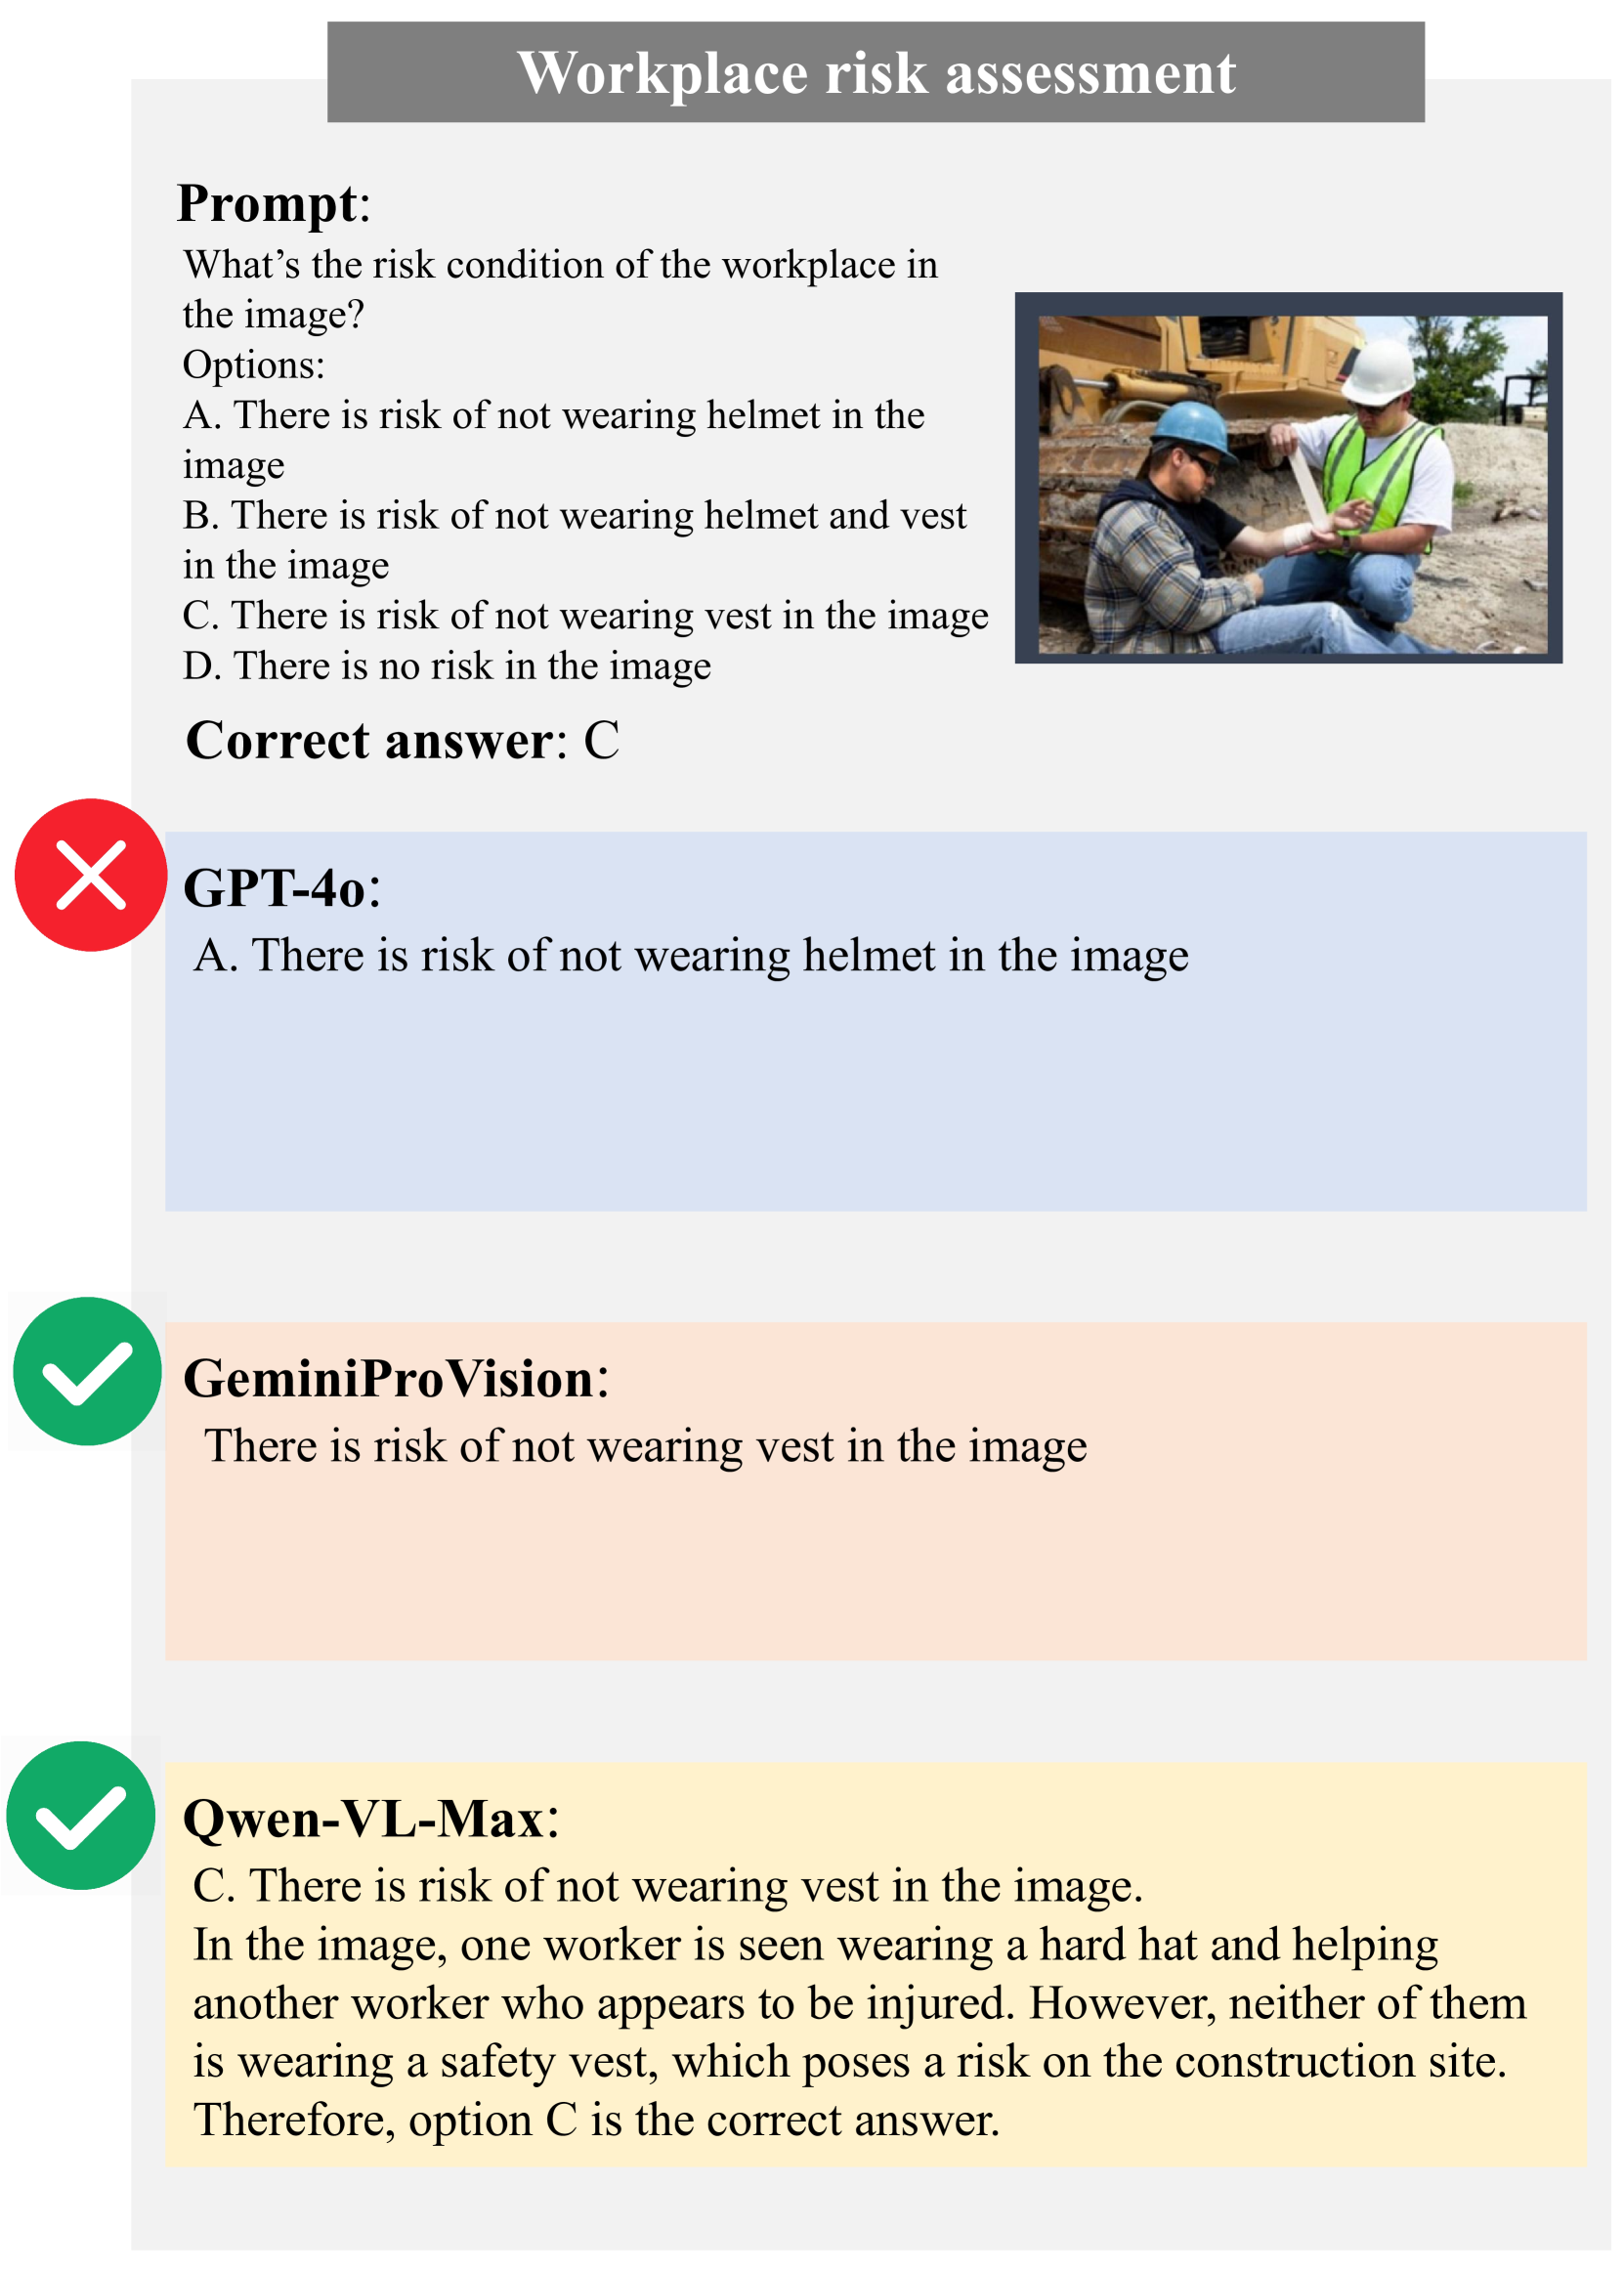 Workplace risk assessment
Prompt:
What’s the risk condition of the workplace in
the image?
Options:
A. There is risk of not wearing helmet in the
image
B. There is risk of not wearing helmet and vest
in the image
C. There is risk of not wearing vest in the image
D. There is no risk in the image
Correct answer: C
GPT-4o:
A. There is risk of not wearing helmet in the image
GeminiProVision:
There is risk of not wearing vest in the image
Qwen-VL-Max:
C. There is risk of not wearing vest in the image.
In the image, one worker is seen wearing a hard hat and helping
another worker who appears to be injured. However, neither of them
is wearing a safety vest, which poses a risk on the construction site.
Therefore, option C is the correct answer.